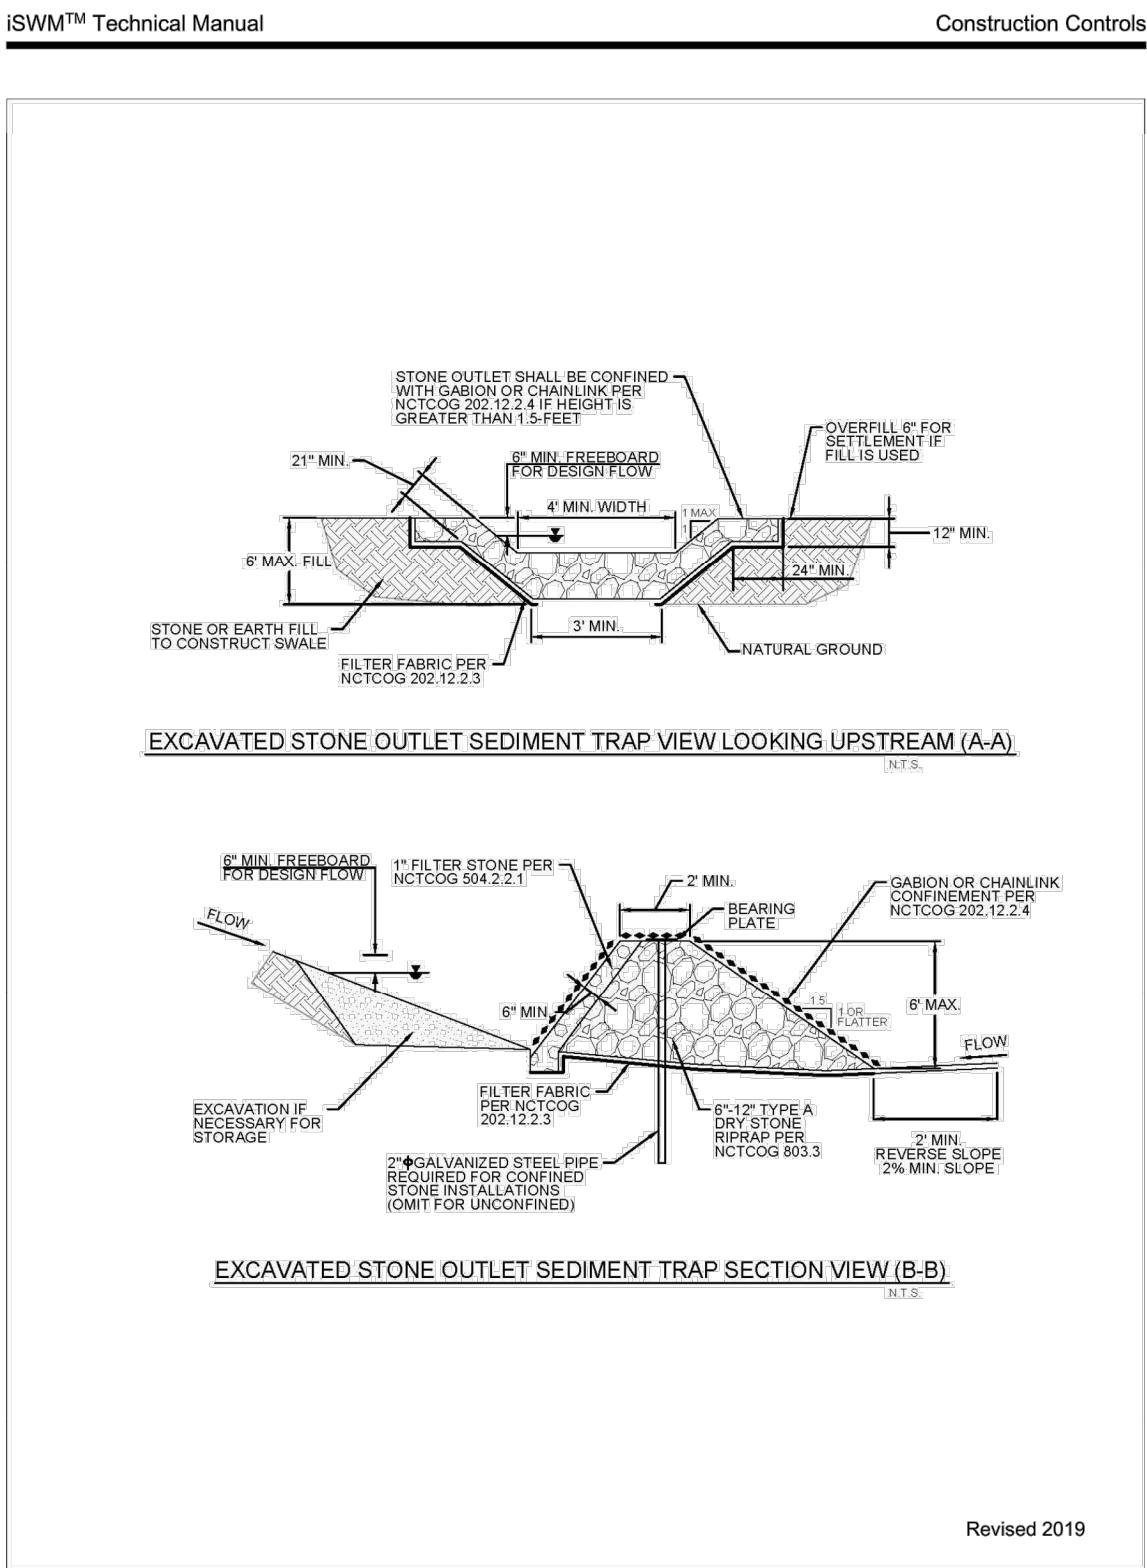 iSWM™ Technical Manual
Construction Controls
STONE OUTLET SHALL BE CONFINED
WITH GABION OR CHAINLINK PER
NCTCOG 202.12.2.4 IF HEIGHT IS
GREATER THAN 1.5-FEET
OVERFILL 6" FOR
SETTLEMENT IF
FILL IS USED
21" MIN.
6" MIN. FREEBOARD
FOR DESIGN FLOW
4' MIN. WIDTH
1 MAX
1
12" MIN.
6' MAX. FILL
24" MIN.
STONE OR EARTH FILL
TO CONSTRUCT SWALE
3' MIN.
NATURAL GROUND
FILTER FABRIC PER
NCTCOG 202.12.2.3
EXCAVATED STONE OUTLET SEDIMENT TRAP VIEW LOOKING UPSTREAM (A-A)
N.T.S.
6" MIN. FREEBOARD
FOR DESIGN FLOW
1" FILTER STONE PER
NCTCOG 504.2.2.1
2' MIN.
GABION OR CHAINLINK
CONFINEMENT PER
NCTCOG 202.12.2.4
BEARING
PLATE
FLOW
6" MIN
1.5
1 OR
FLATTER
6' MAX.
FLOW
EXCAVATION IF
NECESSARY FOR
STORAGE
FILTER FABRIC
PER NCTCOG
202.12.2.3
6"-12" TYPE A
DRY STONE
RIPRAP PER
NCTCOG 803.3
2' MIN.
REVERSE SLOPE
2% MIN. SLOPE
2"ϕGALVANIZED STEEL PIPE
REQUIRED FOR CONFINED
STONE INSTALLATIONS
(OMIT FOR UNCONFINED)
EXCAVATED STONE OUTLET SEDIMENT TRAP SECTION VIEW (B-B)
N.T.S.
Revised 2019